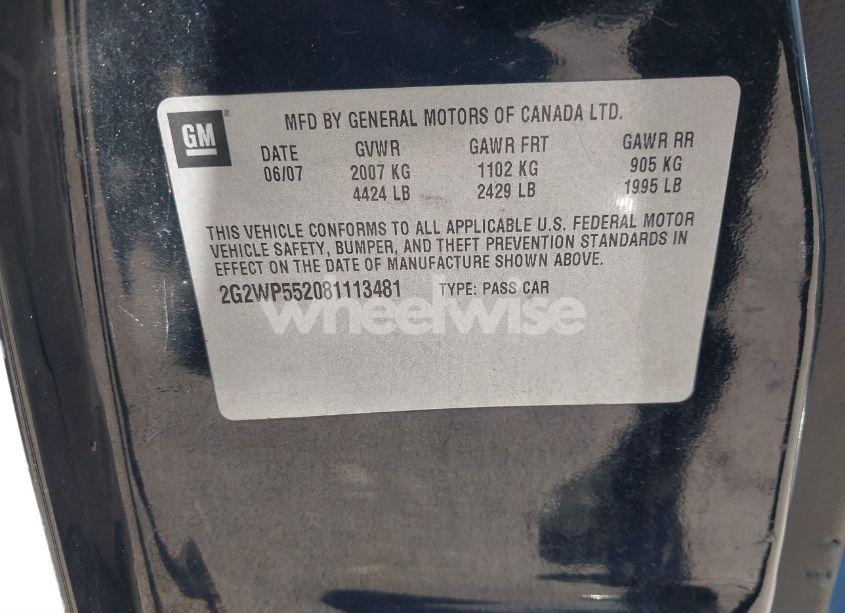 GM®
MFD BY GENERAL MOTORS OF CANADA LTD.
DATE GVWR GAWR FRT GAWR RR
06/07 2007 KG 1102 KG 905 KG
4424 LB 2429 LB 1995 LB
THIS VEHICLE CONFORMS TO ALL APPLICABLE U.S. FEDERAL MOTOR
VEHICLE SAFETY, BUMPER, AND THEFT PREVENTION STANDARDS IN
EFFECT ON THE DATE OF MANUFACTURE SHOWN ABOVE.
2G2WP552081113481 TYPE: PASS CAR
wheelwise